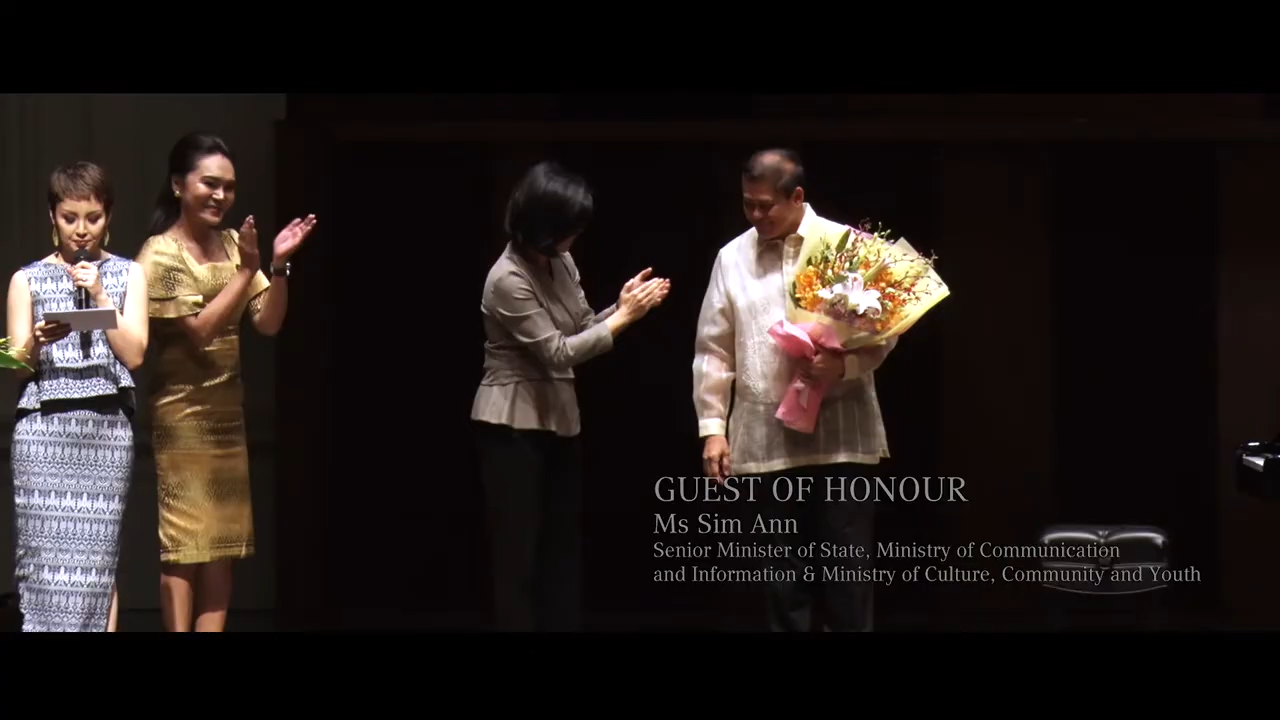 GUEST OF HONOUR
Ms Sim Ann
Senior Minister of State, Ministry of Communication
and Information & Ministry of Culture, Community and Youth